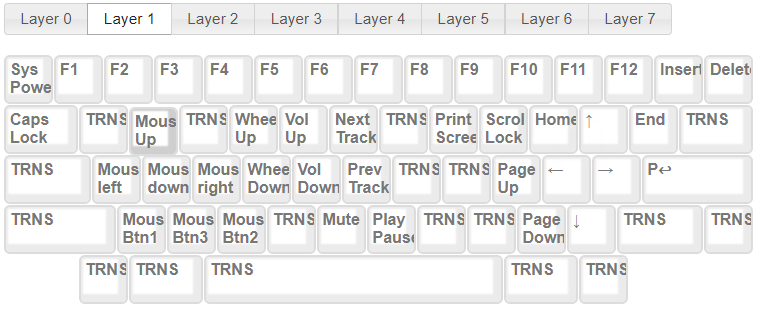 Layer 0 Layer 1 Layer 2 Layer 3 Layer 4 Layer 5 Layer 6 Layer 7
Sys Powe F1 F2 F3 F4 F5 F6 F7 F8 F9 F10 F11 F12 Insert Delet
Caps Lock TRNS Mous Up TRNS Whee Up Vol Up Next Track TRNS Print Scree Scrol Lock Home ↑ End TRNS
TRNS Mous left Mous down Mous right Whee Down Vol Down Prev Track TRNS TRNS Page Up ← → P↩
TRNS Mous Btn1 Mous Btn3 Mous Btn2 TRNS Mute Play Pause TRNS TRNS Page Down ↓ TRNS TRNS
TRNS TRNS TRNS TRNS TRNS